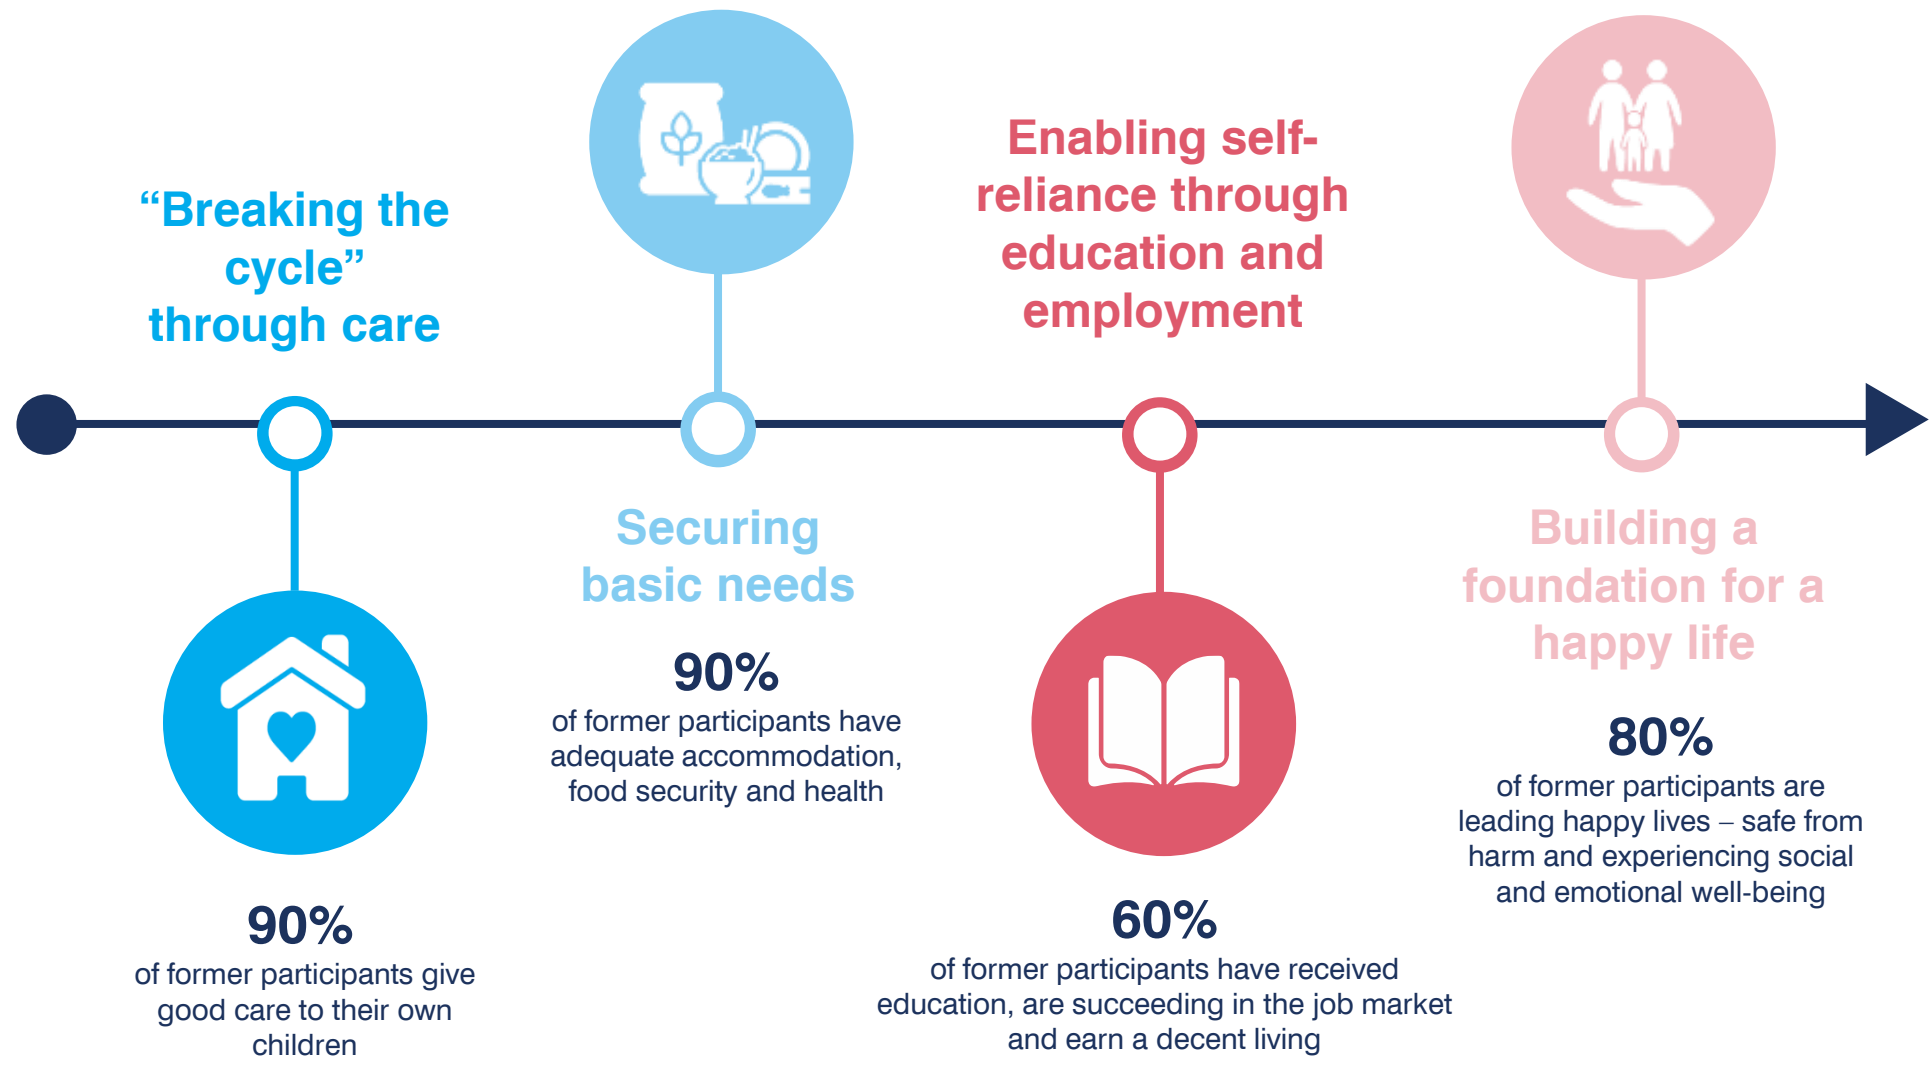 “Breaking the
cycle”
through care
90%
of former participants give
good care to their own
children
Securing
basic needs
90%
of former participants have
adequate accommodation,
food security and health
Enabling self-
reliance through
education and
employment
60%
of former participants have received
education, are succeeding in the job market
and earn a decent living
Building a
foundation for a
happy life
80%
of former participants are
leading happy lives – safe from
harm and experiencing social
and emotional well-being